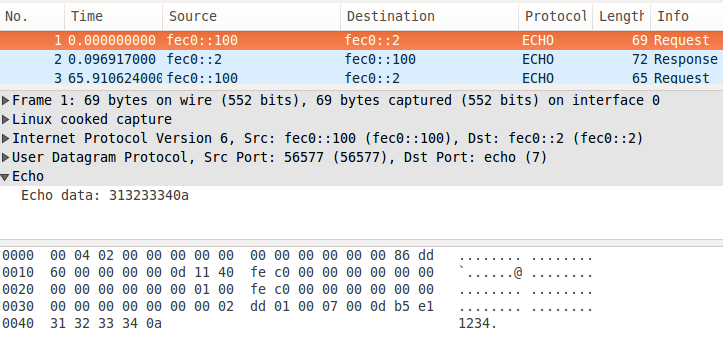 No. Time Source Destination Protocol Length Info
1 0.000000000 fec0::100 fec0::2 ECHO 69 Request
2 0.096917000 fec0::2 fec0::100 ECHO 72 Response
3 65.910624000 fec0::100 fec0::2 ECHO 65 Request
Frame 1: 69 bytes on wire (552 bits), 69 bytes captured (552 bits) on interface 0
Linux cooked capture
Internet Protocol Version 6, Src: fec0::100 (fec0::100), Dst: fec0::2 (fec0::2)
User Datagram Protocol, Src Port: 56577 (56577), Dst Port: echo (7)
Echo
Echo data: 313233340a
0000 00 04 02 00 00 00 00 00 00 00 00 00 00 00 86 dd ........ ........
0010 60 00 00 00 00 0d 11 40 fe c0 00 00 00 00 00 00 `......@ ........
0020 00 00 00 00 00 00 01 00 fe c0 00 00 00 00 00 00 ........ ........
0030 00 00 00 00 00 00 00 02 dd 01 00 07 00 0d b5 e1 ........ ........
0040 31 32 33 34 0a 1234.